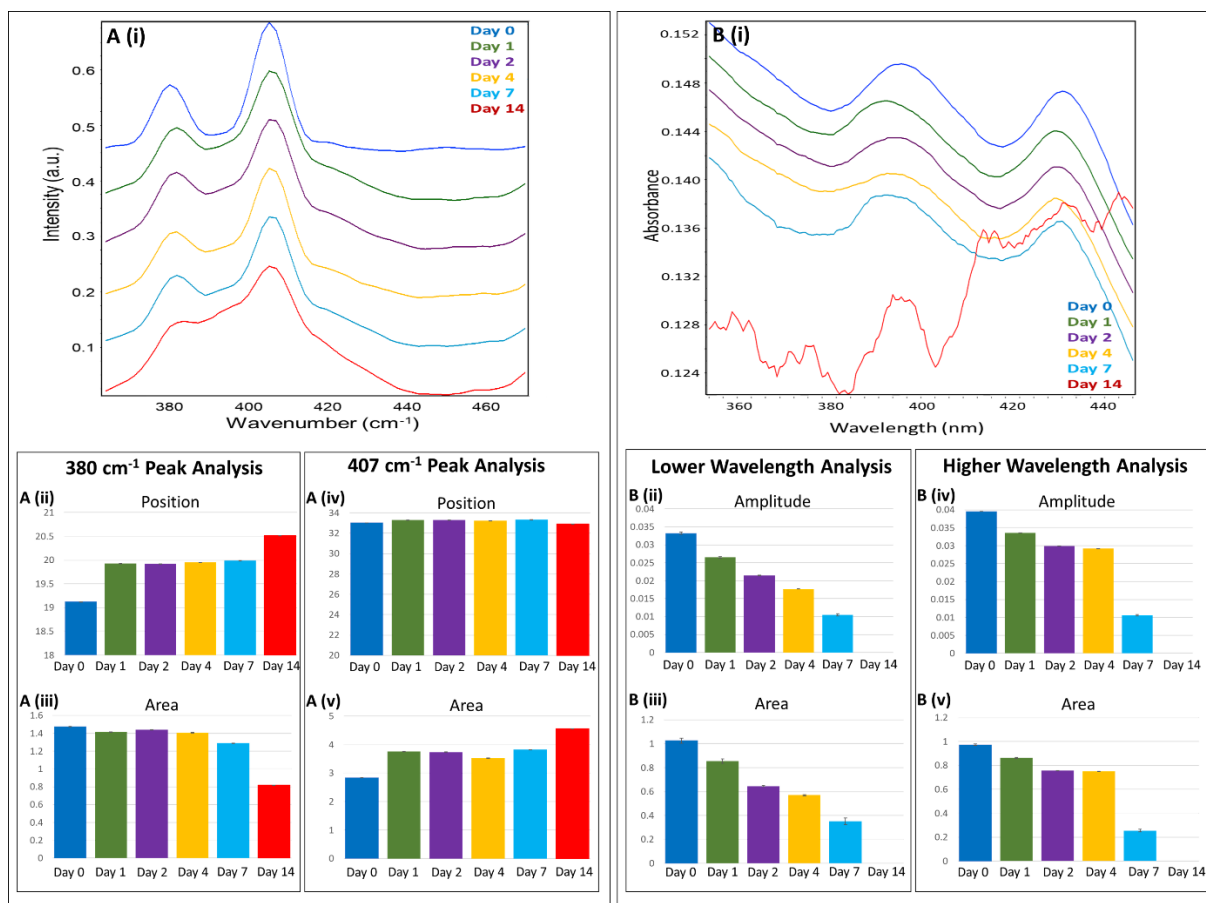 A (i)
Day 0
Day 1
Day 2
Day 4
Day 7
Day 14
0.6
0.5
0.4
0.3
0.2
0.1
Intensity (a.u.)
380 400 420 440 460
Wavenumber (cm⁻¹)
B (i)
0.152
0.148
0.144
0.140
0.136
0.132
0.128
0.124
Absorbance
Day 0
Day 1
Day 2
Day 4
Day 7
Day 14
360 380 400 420 440
Wavelength (nm)
380 cm⁻¹ Peak Analysis
A (ii)
Position
21
20.5
20
19.5
19
18.5
18
Day 0 Day 1 Day 2 Day 4 Day 7 Day 14
A (iii)
Area
1.6
1.4
1.2
1
0.8
0.6
0.4
0.2
0
Day 0 Day 1 Day 2 Day 4 Day 7 Day 14
407 cm⁻¹ Peak Analysis
A (iv)
Position
34
32
30
28
26
24
22
20
Day 0 Day 1 Day 2 Day 4 Day 7 Day 14
A (v)
Area
5
4
3
2
1
0
Day 0 Day 1 Day 2 Day 4 Day 7 Day 14
Lower Wavelength Analysis
B (ii)
Amplitude
0.04
0.035
0.03
0.025
0.02
0.015
0.01
0.005
0
Day 0 Day 1 Day 2 Day 4 Day 7 Day 14
B (iii)
Area
1.2
1
0.8
0.6
0.4
0.2
0
Day 0 Day 1 Day 2 Day 4 Day 7 Day 14
Higher Wavelength Analysis
B (iv)
Amplitude
0.04
0.035
0.03
0.025
0.02
0.015
0.01
0.005
0
Day 0 Day 1 Day 2 Day 4 Day 7 Day 14
B (v)
Area
1.2
1
0.8
0.6
0.4
0.2
0
Day 0 Day 1 Day 2 Day 4 Day 7 Day 14